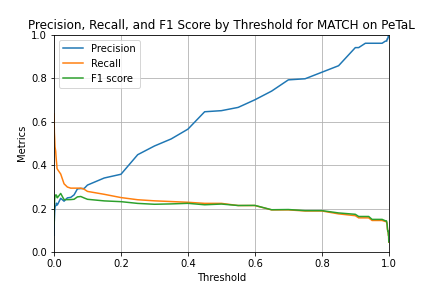 Precision, Recall, and F1 Score by Threshold for MATCH on PeTaL
Precision
Recall
F1 score
Metrics
1.0
0.8
0.6
0.4
0.2
0.0
0.0 0.2 0.4 0.6 0.8 1.0
Threshold